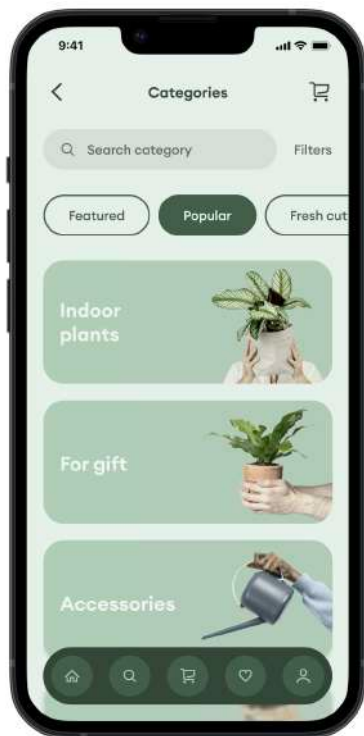 9:41
Categories
Search category
Filters
Featured
Popular
Fresh cut
Indoor
plants
For gift
Accessories